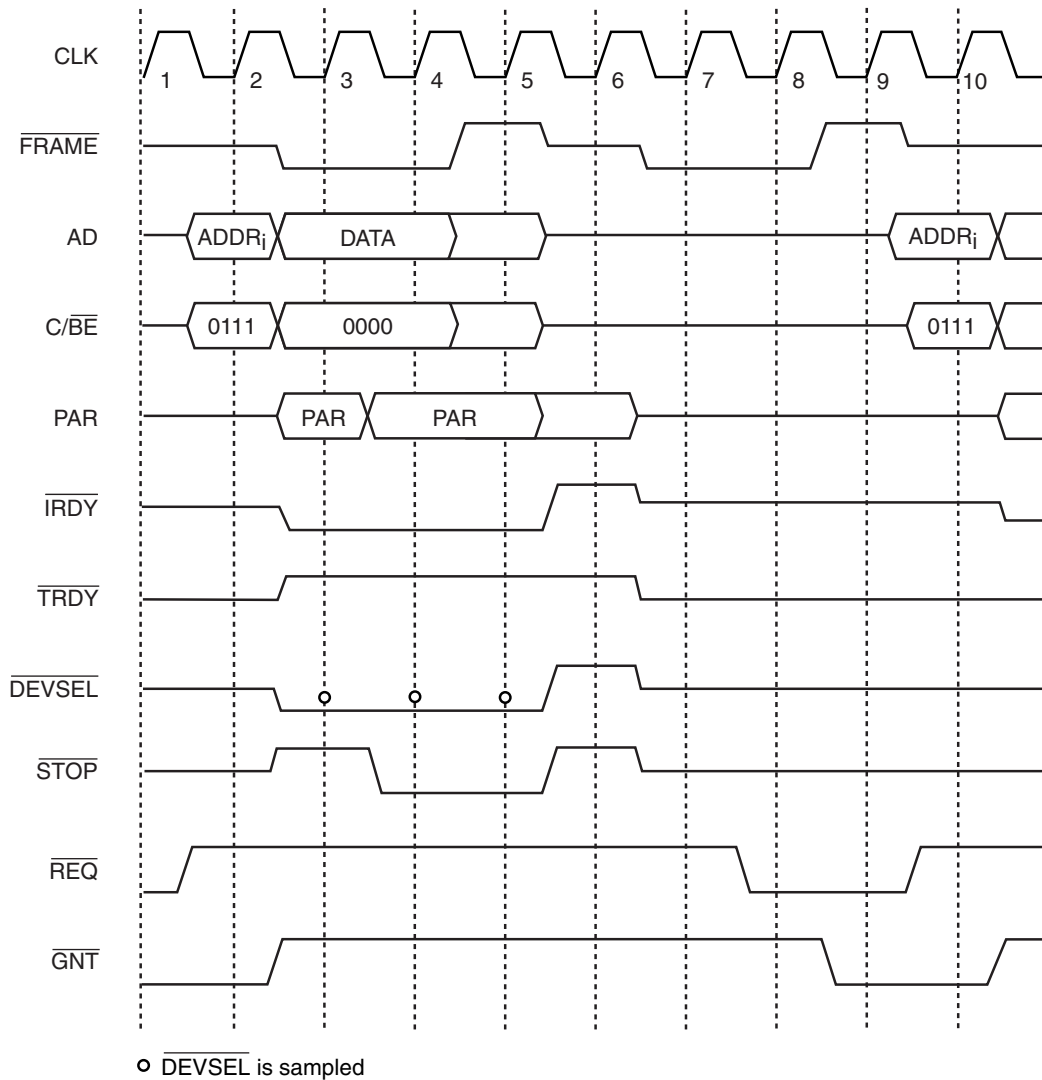 CLK
1 2 3 4 5 6 7 8 9 10
FRAME
AD ADDRi DATA ADDRi
C/BE 0111 0000 0111
PAR PAR PAR
IRDY
TRDY
DEVSEL
STOP
REQ
GNT
DEVSEL is sampled